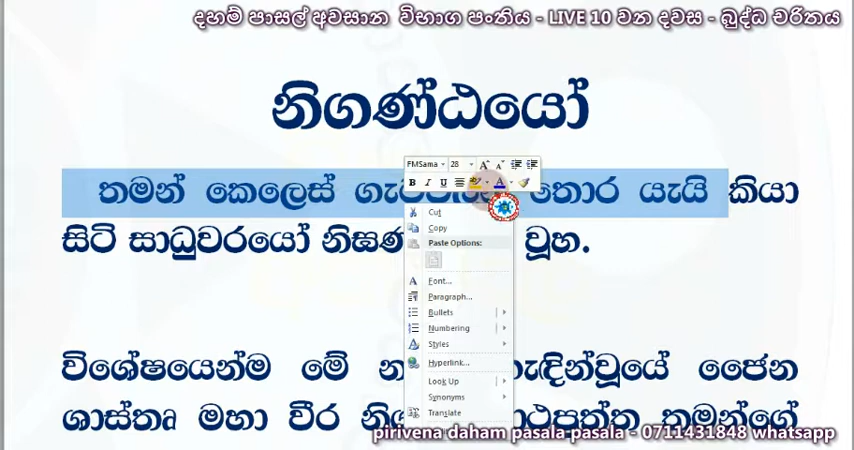 දහම් පාසල් අවසාන විභාග පංතිය - LIVE 10 වන දවස - බුද්ධ චරිතය
නිගණ්ඨයෝ
තමන් කෙලෙස් තොර යැයි කියා
සිටි සාධුවරයෝ වූහ.
විශේෂයෙන්ම මේ ජෛන
ශාස්තෘ මහා වීර තමන්ගේ
FMSama 28
B I U
Cut
Copy
Paste Options:
Font...
Paragraph...
Bullets
Numbering
Styles
Hyperlink...
Look Up
Synonyms
Translate
pirivena daham pasala-pasala - 0711431848 whatsapp